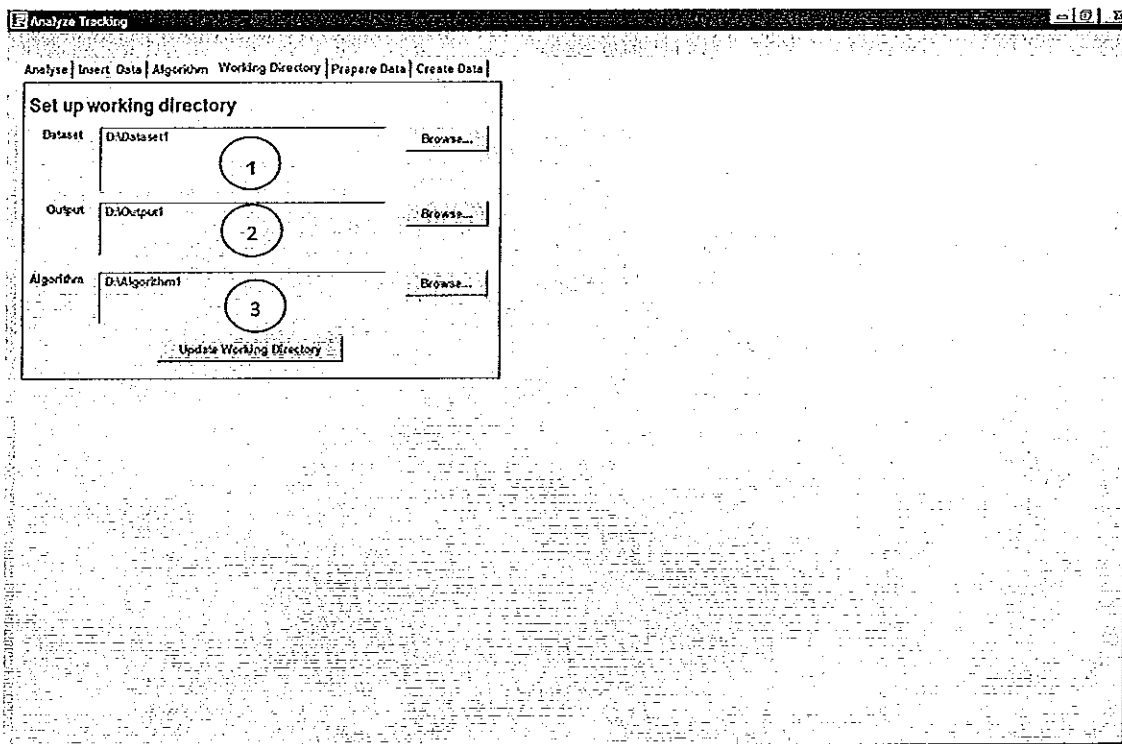 Analyze Tracking
Analyse Insert Data Algorithm Working Directory Prepare Data Create Data
Set up working directory
Dataset D:\Dataset1 Browse...
1
Output D:\Output1 Browse...
2
Algorithm D:\Algorithm1 Browse...
3
Update Working Directory